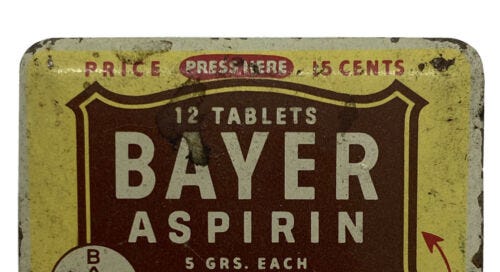 PRICE PRESS HERE 15 CENTS
12 TABLETS
BAYER
ASPIRIN
5 GRS. EACH
B
A